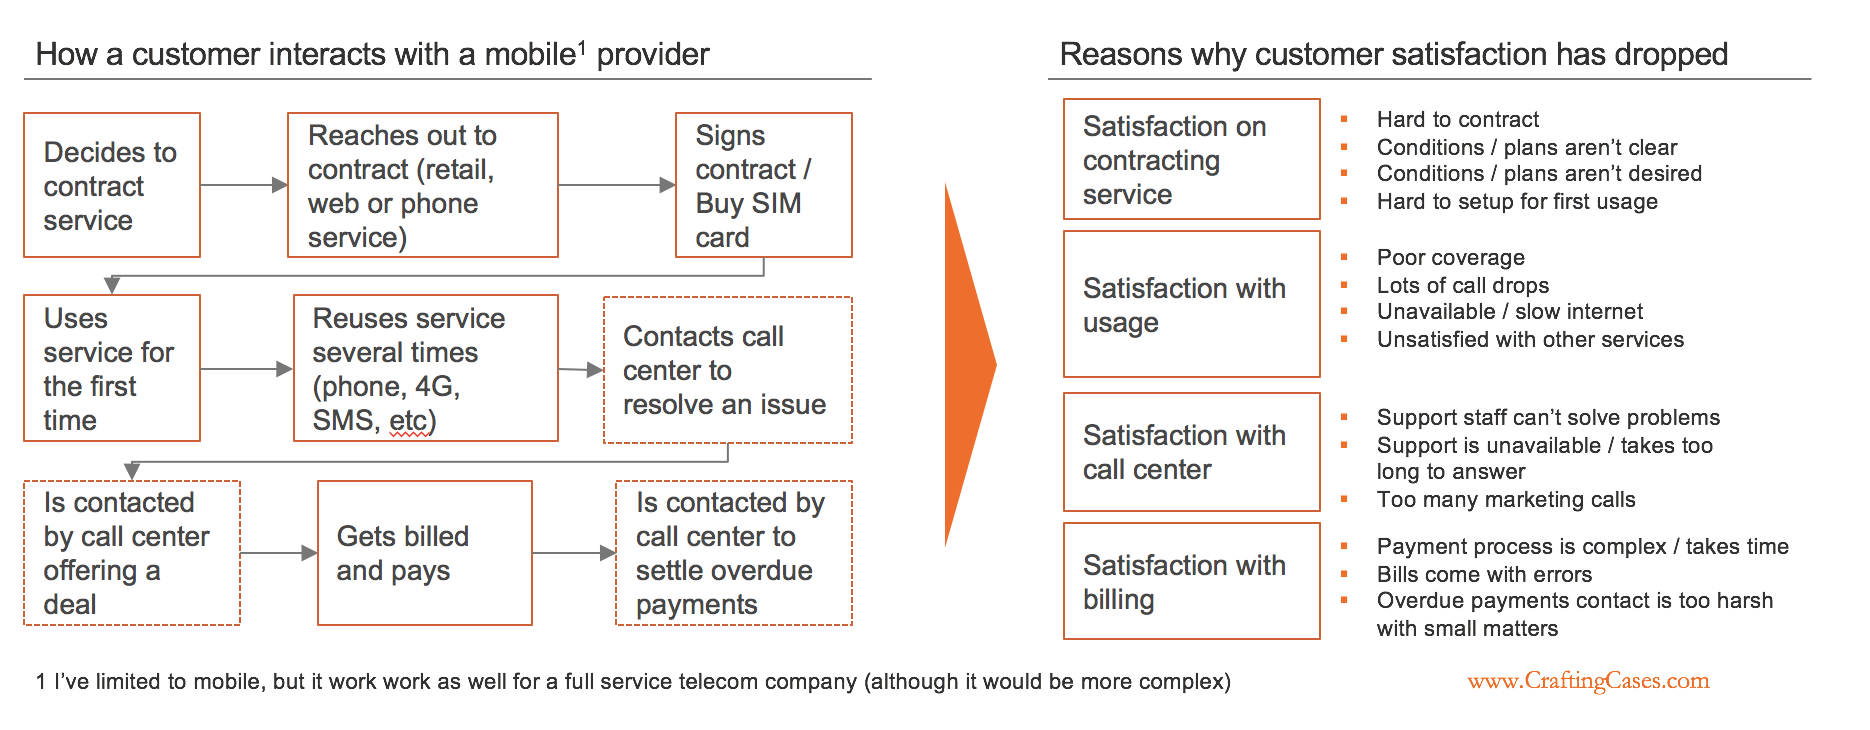 How a customer interacts with a mobile¹ provider
Decides to
contract
service
Reaches out to
contract (retail,
web or phone
service)
Signs
contract /
Buy SIM
card
Uses
service for
the first
time
Reuses service
several times
(phone, 4G,
SMS, etc)
Contacts call
center to
resolve an issue
Is contacted
by call center
offering a
deal
Gets billed
and pays
Is contacted by
call center to
settle overdue
payments
Reasons why customer satisfaction has dropped
Satisfaction on
contracting
service
▪ Hard to contract
▪ Conditions / plans aren’t clear
▪ Conditions / plans aren’t desired
▪ Hard to setup for first usage
Satisfaction with
usage
▪ Poor coverage
▪ Lots of call drops
▪ Unavailable / slow internet
▪ Unsatisfied with other services
Satisfaction with
call center
▪ Support staff can’t solve problems
▪ Support is unavailable / takes too
long to answer
▪ Too many marketing calls
Satisfaction with
billing
▪ Payment process is complex / takes time
▪ Bills come with errors
▪ Overdue payments contact is too harsh
with small matters
1 I’ve limited to mobile, but it work work as well for a full service telecom company (although it would be more complex)
www.CraftingCases.com